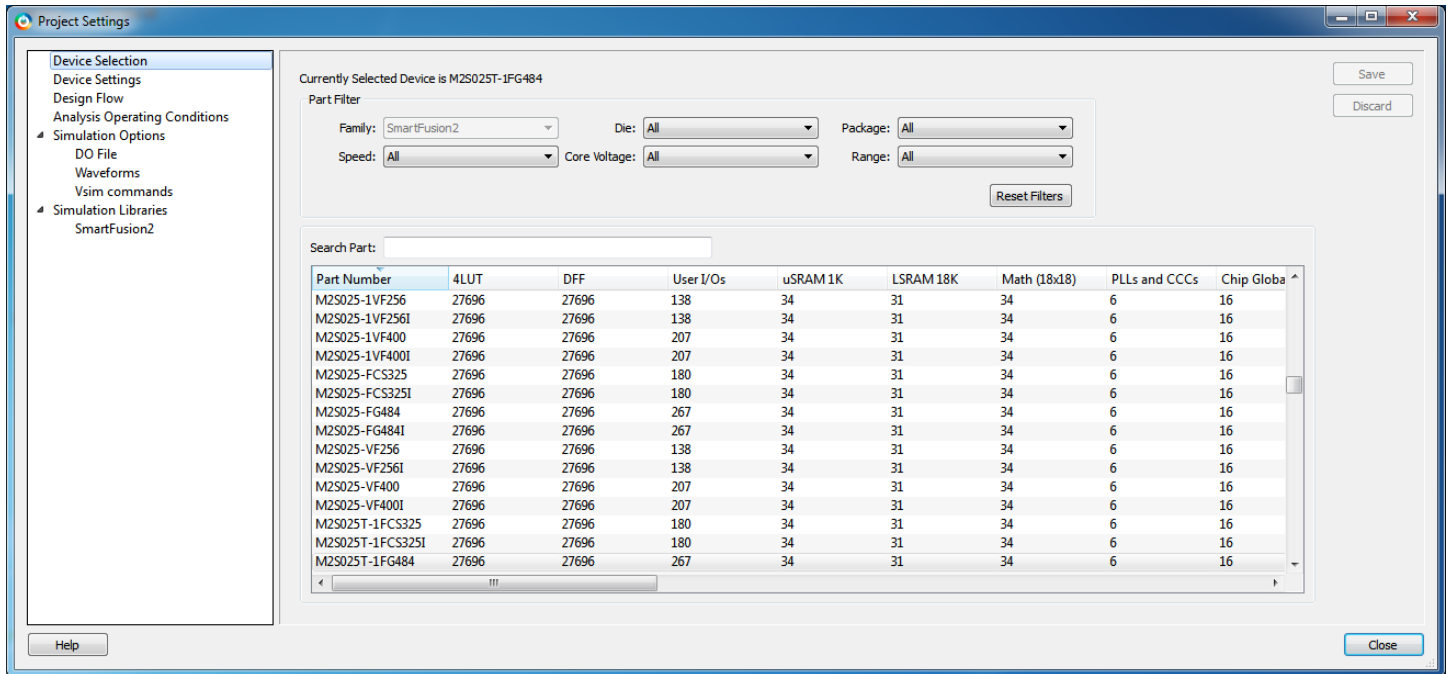 Project Settings
Device Selection
Device Settings
Design Flow
Analysis Operating Conditions
Simulation Options
DO File
Waveforms
Vsim commands
Simulation Libraries
SmartFusion2
Currently Selected Device is M2S025T-1FG484
Save
Discard
Part Filter
Family: SmartFusion2 Die: All Package: All
Speed: All Core Voltage: All Range: All
Reset Filters
Search Part:
Part Number 4LUT DFF User I/Os uSRAM 1K LSRAM 18K Math (18x18) PLLs and CCCs Chip Globa
M2S025-1VF256 27696 27696 138 34 31 34 6 16
M2S025-1VF256I 27696 27696 138 34 31 34 6 16
M2S025-1VF400 27696 27696 207 34 31 34 6 16
M2S025-1VF400I 27696 27696 207 34 31 34 6 16
M2S025-FCS325 27696 27696 180 34 31 34 6 16
M2S025-FCS325I 27696 27696 180 34 31 34 6 16
M2S025-FG484 27696 27696 267 34 31 34 6 16
M2S025-FG484I 27696 27696 267 34 31 34 6 16
M2S025-VF256 27696 27696 138 34 31 34 6 16
M2S025-VF256I 27696 27696 138 34 31 34 6 16
M2S025-VF400 27696 27696 207 34 31 34 6 16
M2S025-VF400I 27696 27696 207 34 31 34 6 16
M2S025T-1FCS325 27696 27696 180 34 31 34 6 16
M2S025T-1FCS325I 27696 27696 180 34 31 34 6 16
M2S025T-1FG484 27696 27696 267 34 31 34 6 16
Help
Close